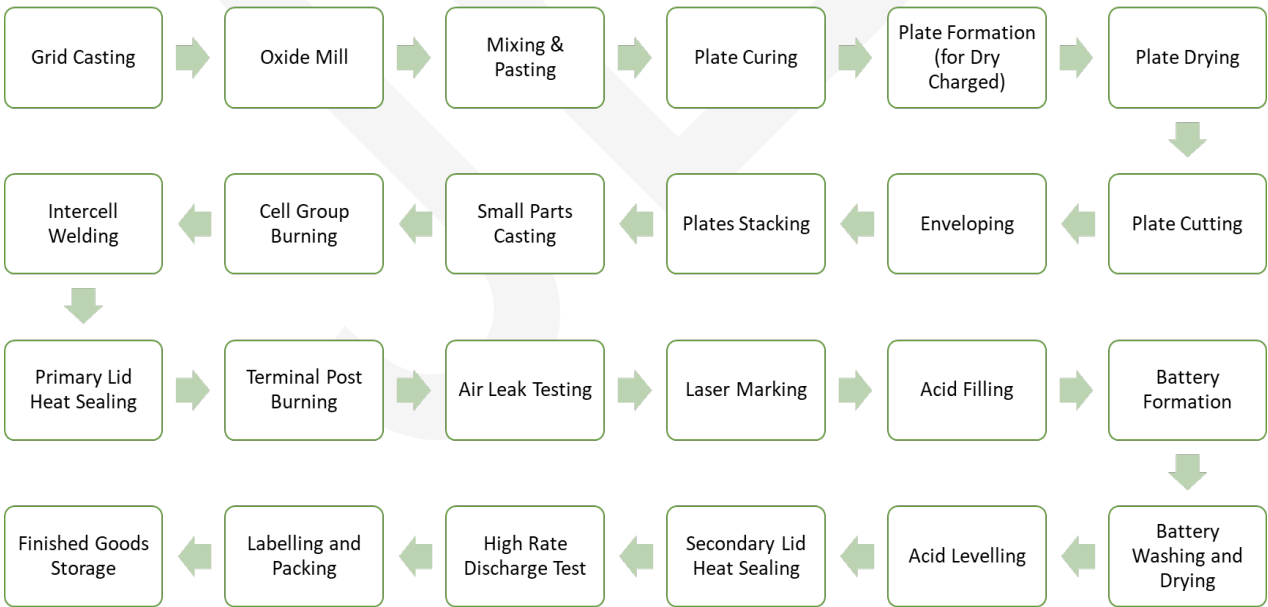 Grid Casting
Oxide Mill
Mixing &
Pasting
Plate Curing
Plate Formation
(for Dry
Charged)
Plate Drying
Intercell
Welding
Cell Group
Burning
Small Parts
Casting
Plates Stacking
Enveloping
Plate Cutting
Primary Lid
Heat Sealing
Terminal Post
Burning
Air Leak Testing
Laser Marking
Acid Filling
Battery
Formation
Finished Goods
Storage
Labelling and
Packing
High Rate
Discharge Test
Secondary Lid
Heat Sealing
Acid Levelling
Battery
Washing and
Drying